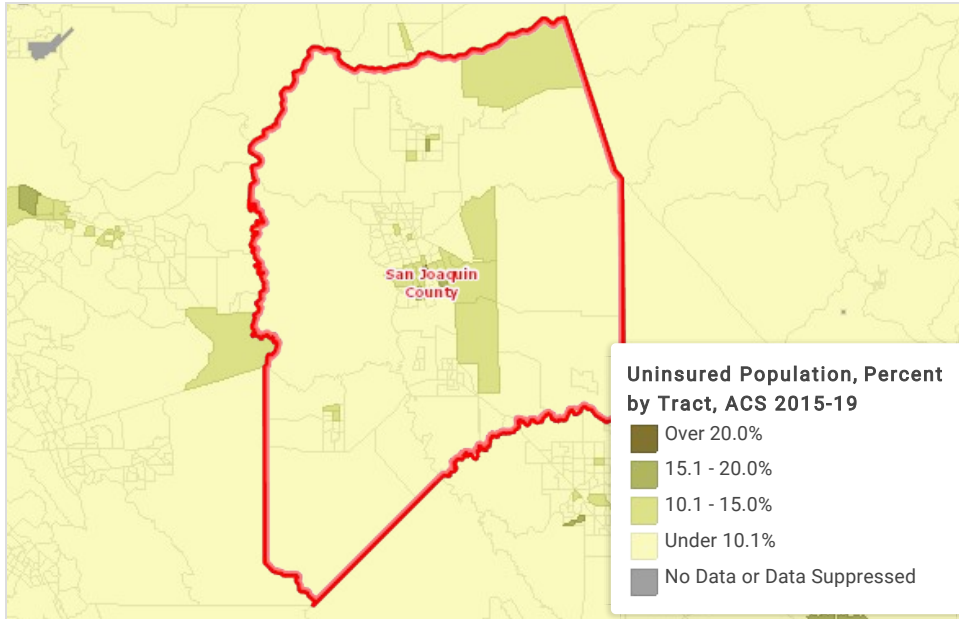 San Joaquin
County
Uninsured Population, Percent
by Tract, ACS 2015-19
Over 20.0%
15.1 - 20.0%
10.1 - 15.0%
Under 10.1%
No Data or Data Suppressed